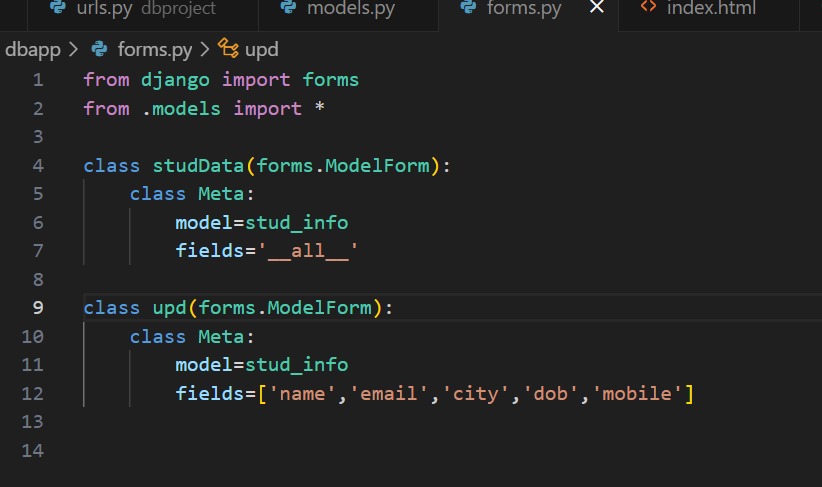 urls.py dbproject models.py forms.py × <> index.html
dbapp > forms.py > upd
1 from django import forms
2 from .models import *
3
4 class studData(forms.ModelForm):
5     class Meta:
6         model=stud_info
7         fields='__all__'
8
9 class upd(forms.ModelForm):
10     class Meta:
11         model=stud_info
12         fields=['name','email','city','dob','mobile']
13
14